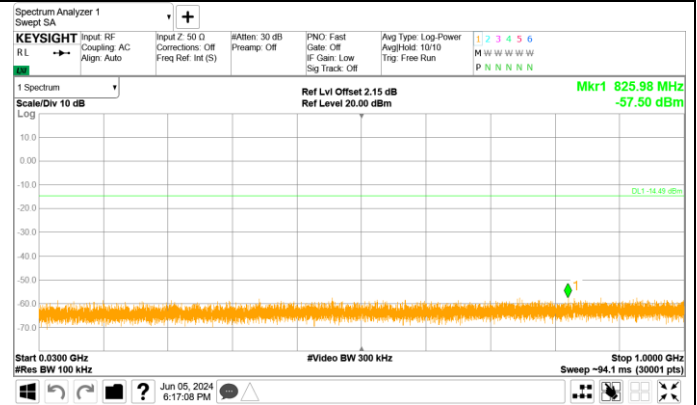 Spectrum Analyzer 1
Swept SA
+
KEYSIGHT
RL
LXI
Input: RF
Coupling: AC
Align: Auto
Input Z: 50 Ω
Corrections: Off
Freq Ref: Int (S)
#Atten: 30 dB
Preamp: Off
PNO: Fast
Gate: Off
IF Gain: Low
Sig Track: Off
Avg Type: Log-Power
Avg|Hold: 10/10
Trig: Free Run
1 2 3 4 5 6
M W W W W W
P N N N N N
1 Spectrum
Scale/Div 10 dB
Log
Ref Lvl Offset 2.15 dB
Ref Level 20.00 dBm
Mkr1 825.98 MHz
-57.50 dBm
10.0
0.00
-10.0
DL1 -14.49 dBm
-20.0
-30.0
-40.0
-50.0
1
-60.0
-70.0
Start 0.0300 GHz
#Res BW 100 kHz
#Video BW 300 kHz
Stop 1.0000 GHz
Sweep ~94.1 ms (30001 pts)
?
Jun 05, 2024
6:17:08 PM